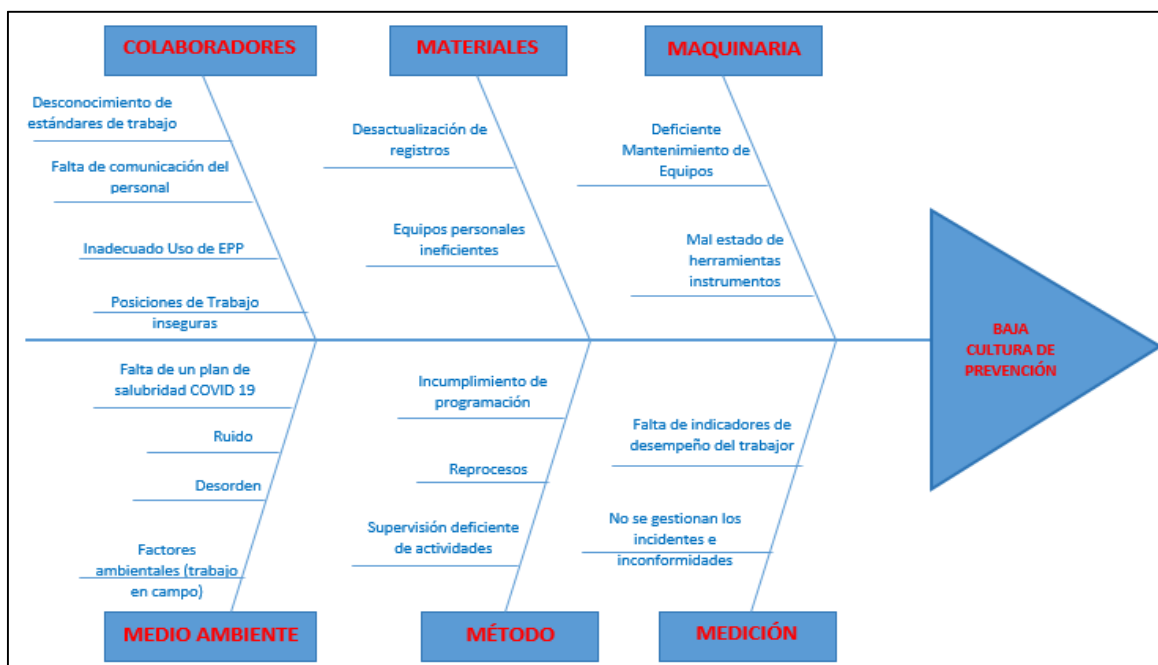 COLABORADORES
MATERIALES
MAQUINARIA
Desconocimiento de
estándares de trabajo
Falta de comunicación del
personal
Inadecuado Uso de EPP
Posiciones de Trabajo
inseguras
Desactualización de
registros
Equipos personales
ineficientes
Deficiente
Mantenimiento de
Equipos
Mal estado de
herramientas
instrumentos
BAJA
CULTURA DE
PREVENCIÓN
Falta de un plan de
salubridad COVID 19
Ruido
Desorden
Factores
ambientales (trabajo
en campo)
Incumplimiento de
programación
Reprocesos
Supervisión deficiente
de actividades
Falta de indicadores de
desempeño del trabajor
No se gestionan los
incidentes e
inconformidades
MEDIO AMBIENTE
MÉTODO
MEDICIÓN